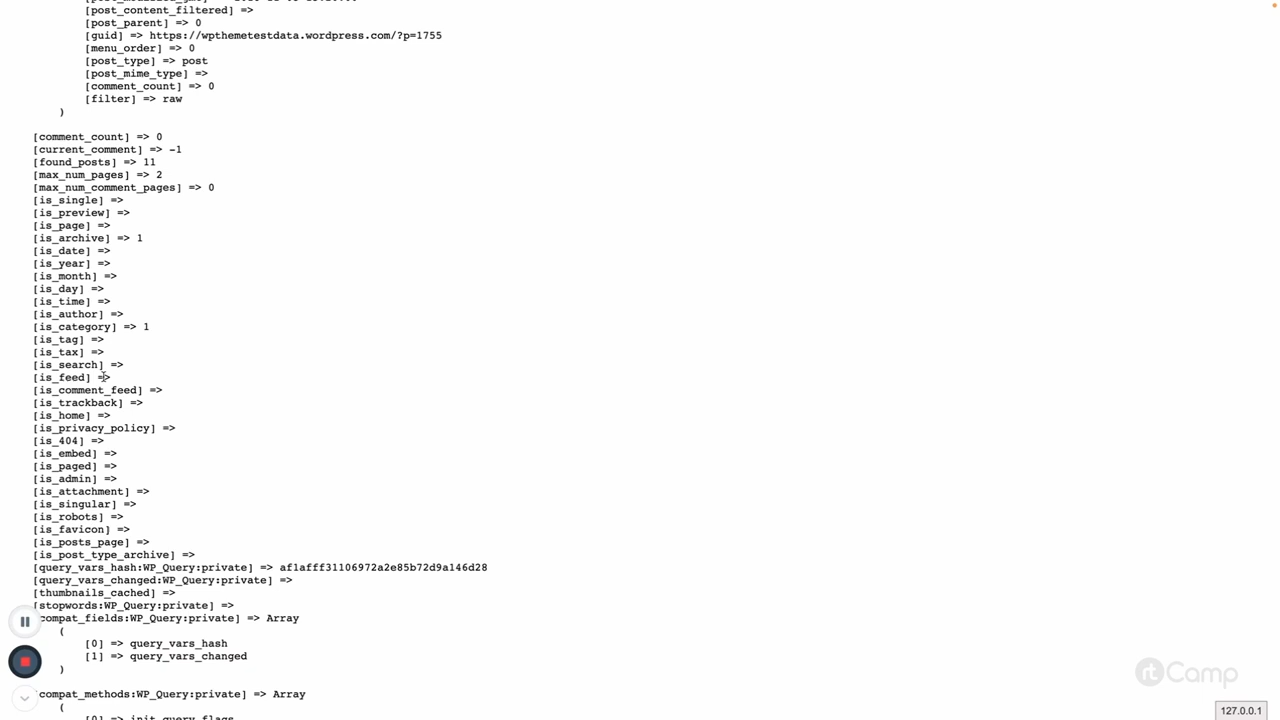 [post_content_filtered] =>
[post_parent] => 0
[guid] => https://wpthemetestdata.wordpress.com/?p=1755
[menu_order] => 0
[post_type] => post
[post_mime_type] =>
[comment_count] => 0
[filter] => raw
)
[comment_count] => 0
[current_comment] => -1
[found_posts] => 11
[max_num_pages] => 2
[max_num_comment_pages] => 0
[is_single] =>
[is_preview] =>
[is_page] =>
[is_archive] => 1
[is_date] =>
[is_year] =>
[is_month] =>
[is_day] =>
[is_time] =>
[is_author] =>
[is_category] => 1
[is_tag] =>
[is_tax] =>
[is_search] =>
[is_feed] =>
[is_comment_feed] =>
[is_trackback] =>
[is_home] =>
[is_privacy_policy] =>
[is_404] =>
[is_embed] =>
[is_paged] =>
[is_admin] =>
[is_attachment] =>
[is_singular] =>
[is_robots] =>
[is_favicon] =>
[is_posts_page] =>
[is_post_type_archive] =>
[query_vars_hash:WP_Query:private] => af1afff31106972a2e85b72d9a146d28
[query_vars_changed:WP_Query:private] =>
[thumbnails_cached] =>
[stopwords:WP_Query:private] =>
compat_fields:WP_Query:private] => Array
(
[0] => query_vars_hash
[1] => query_vars_changed
)
compat_methods:WP_Query:private] => Array
(
[0] => init_query_flags
rtCamp
127.0.0.1